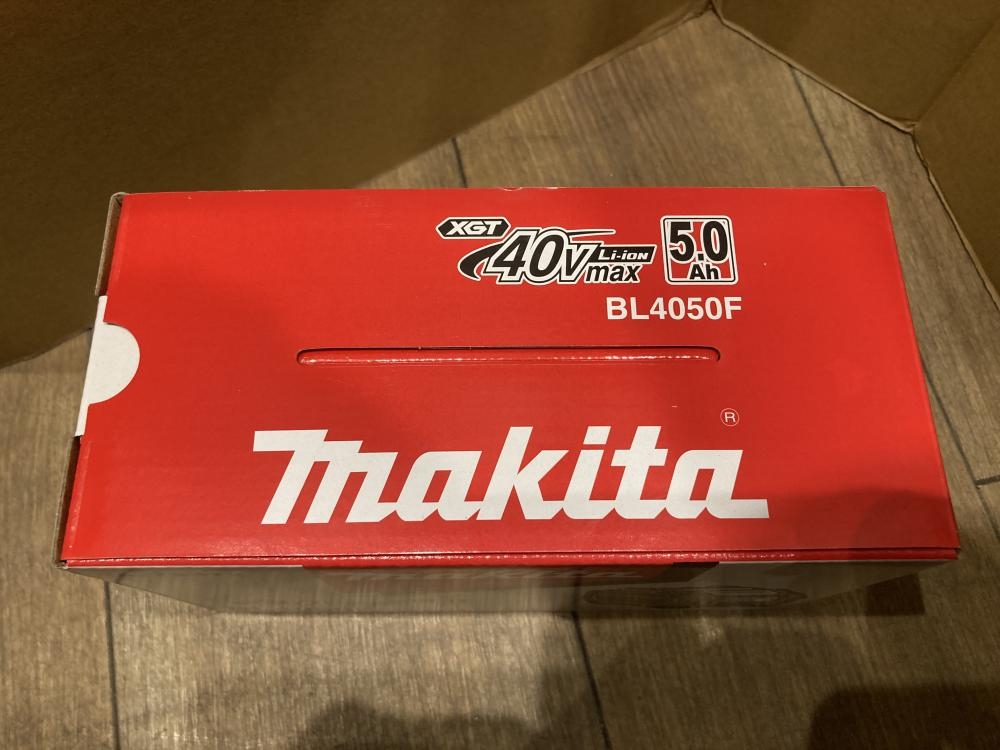 XGT
40Vmax Li-ion
5.0
Ah
BL4050F
makita®